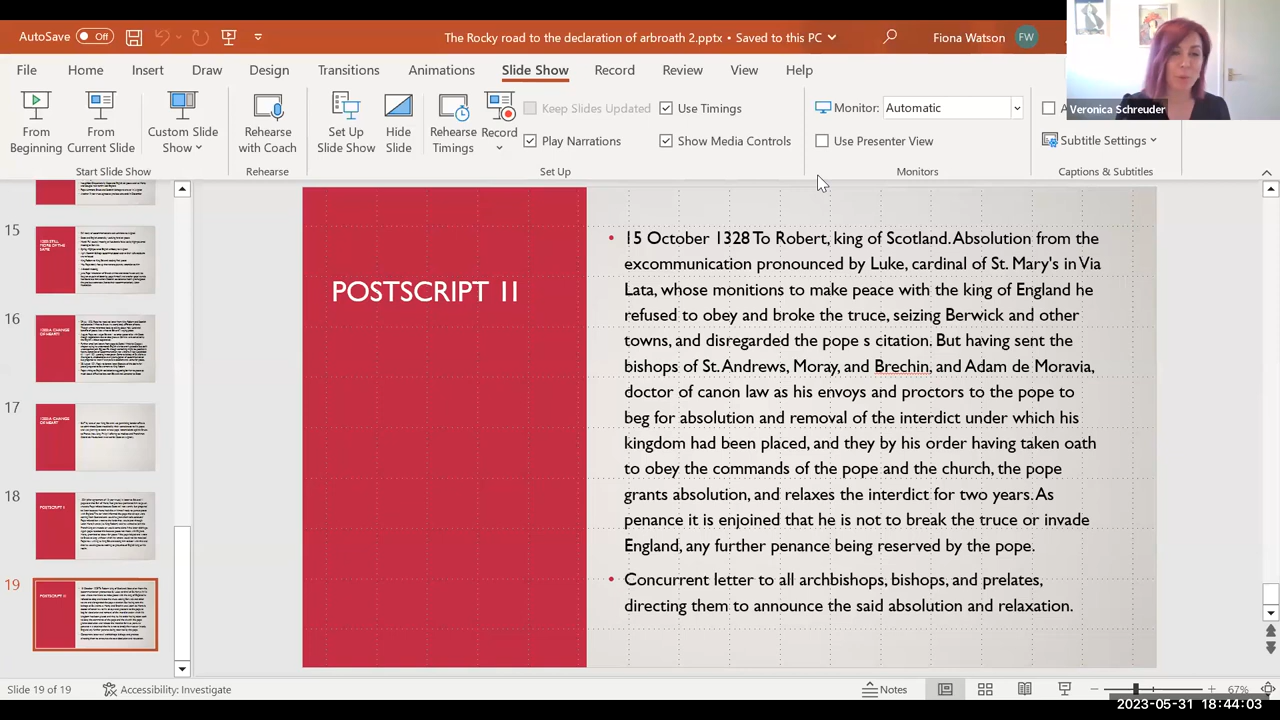 AutoSave Off
The Rocky road to the declaration of arbroath 2.pptx • Saved to this PC
Fiona Watson FW
File Home Insert Draw Design Transitions Animations Slide Show Record Review View Help
Veronica Schreuder
From Beginning
From Current Slide
Custom Slide Show
Rehearse with Coach
Set Up Slide Show
Hide Slide
Rehearse Timings
Record
Keep Slides Updated
Use Timings
Play Narrations
Show Media Controls
Monitor: Automatic
Use Presenter View
Subtitle Settings
Start Slide Show Rehearse Set Up Monitors Captions & Subtitles
15
16
17
18
POSTSCRIPT I
19
POSTSCRIPT II
POSTSCRIPT II
• 15 October 1328 To Robert, king of Scotland. Absolution from the
excommunication pronounced by Luke, cardinal of St. Mary's in Via
Lata, whose monitions to make peace with the king of England he
refused to obey and broke the truce, seizing Berwick and other
towns, and disregarded the pope s citation. But having sent the
bishops of St. Andrews, Moray, and Brechin, and Adam de Moravia,
doctor of canon law as his envoys and proctors to the pope to
beg for absolution and removal of the interdict under which his
kingdom had been placed, and they by his order having taken oath
to obey the commands of the pope and the church, the pope
grants absolution, and relaxes the interdict for two years. As
penance it is enjoined that he is not to break the truce or invade
England, any further penance being reserved by the pope.
• Concurrent letter to all archbishops, bishops, and prelates,
directing them to announce the said absolution and relaxation.
Slide 19 of 19 Accessibility: Investigate Notes 67%
2023-05-31 18:44:03